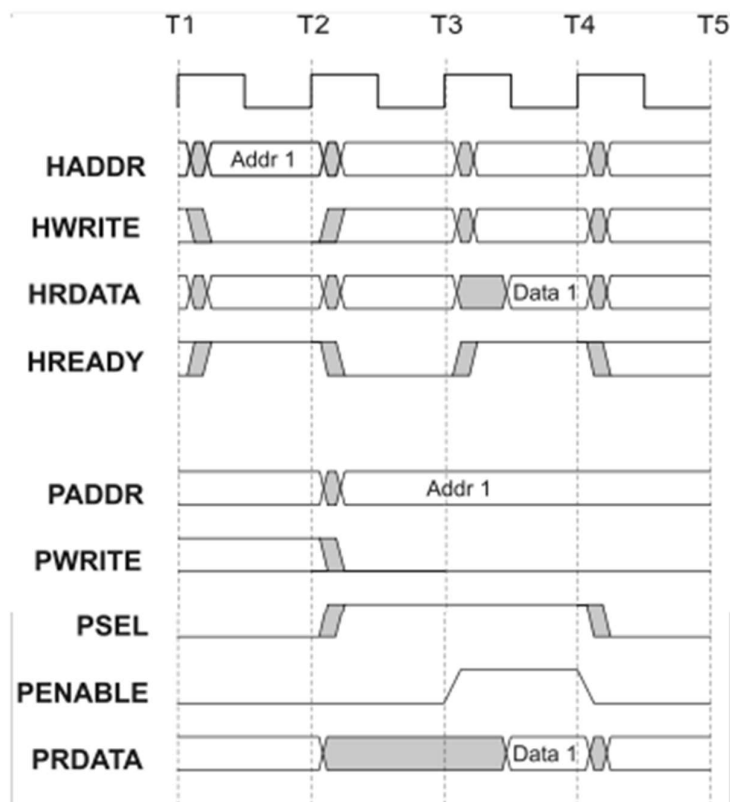 T1 T2 T3 T4 T5
HADDR Addr 1
HWRITE
HRDATA Data 1
HREADY
PADDR Addr 1
PWRITE
PSEL
PENABLE
PRDATA Data 1